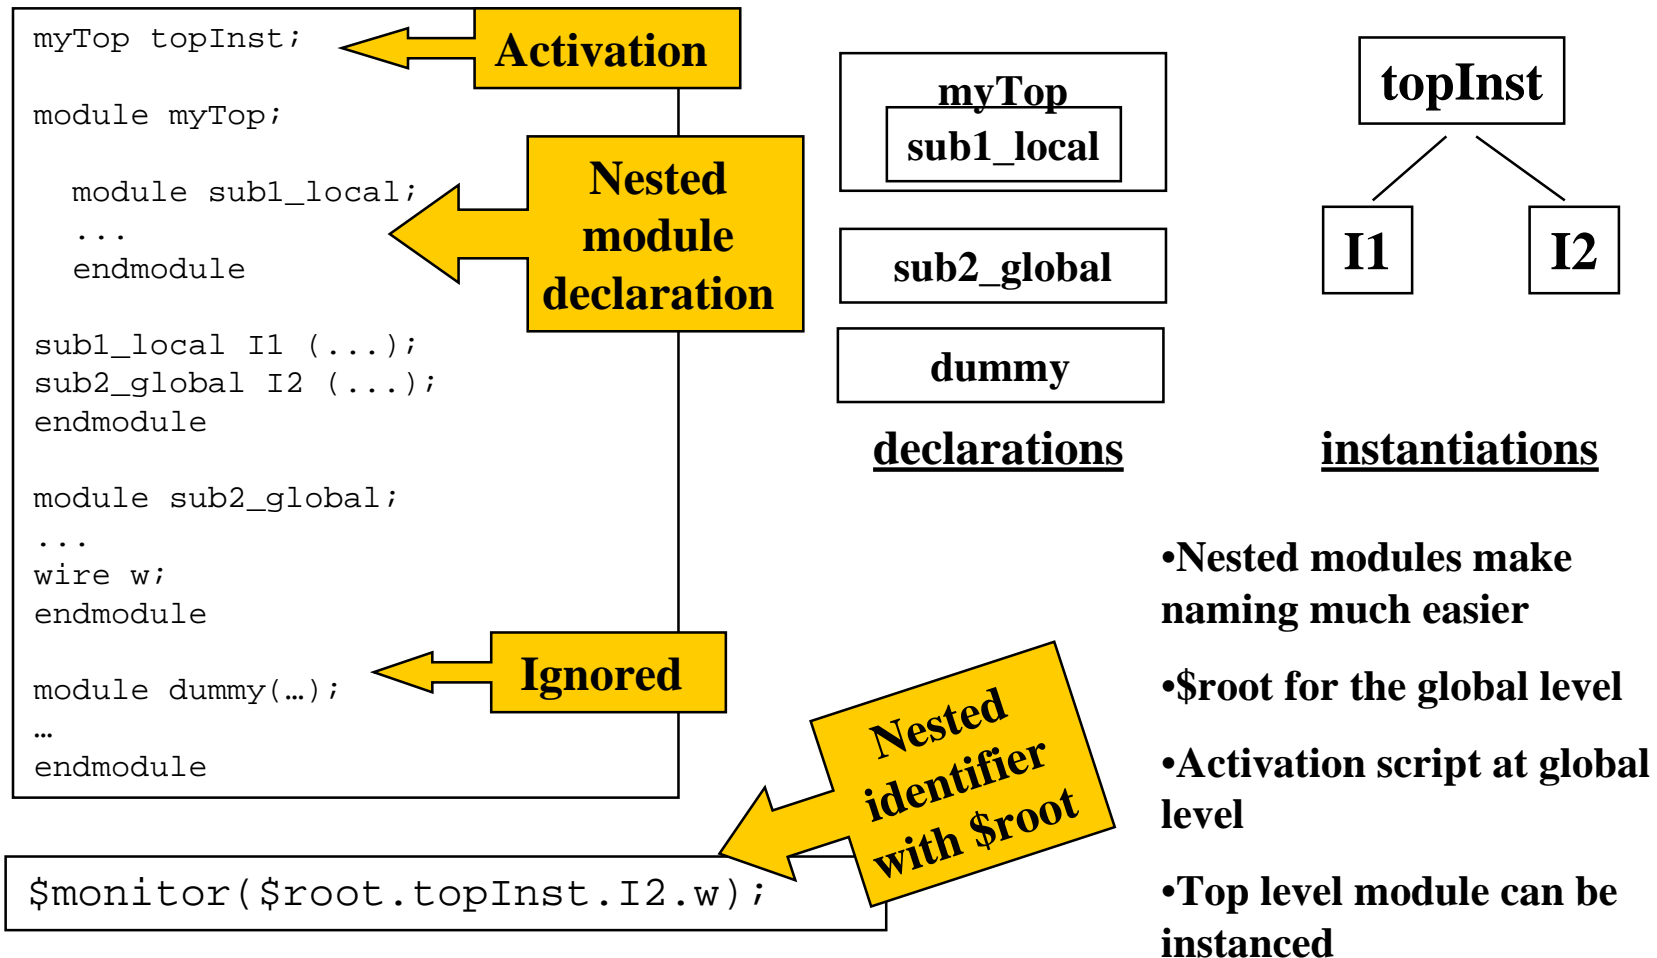 myTop topInst;
module myTop;
module sub1_local;
...
endmodule
sub1_local I1 (...);
sub2_global I2 (...);
endmodule
module sub2_global;
...
wire w;
endmodule
module dummy(…);
…
endmodule
Activation
Nested
module
declaration
Ignored
Nested
identifier
with $root
$monitor($root.topInst.I2.w);
myTop
sub1_local
sub2_global
dummy
declarations
topInst
I1 I2
instantiations
•Nested modules make
naming much easier
•$root for the global level
•Activation script at global
level
•Top level module can be
instanced